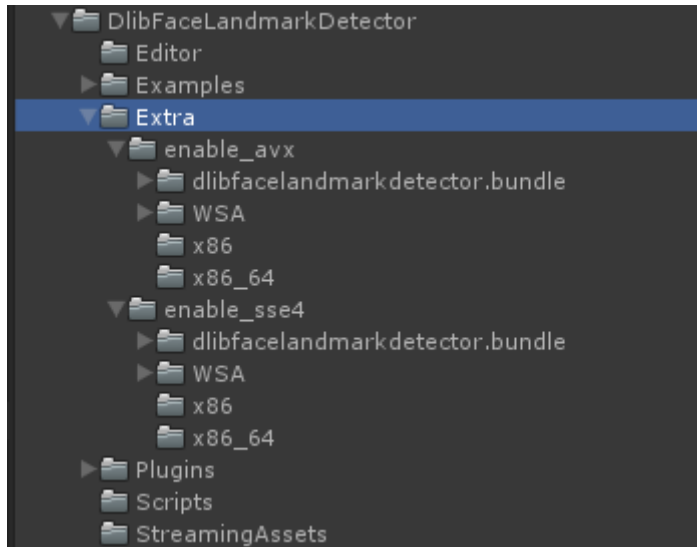 DlibFaceLandmarkDetector
Editor
Examples
Extra
enable_avx
dlibfacelandmarkdetector.bundle
WSA
x86
x86_64
enable_sse4
dlibfacelandmarkdetector.bundle
WSA
x86
x86_64
Plugins
Scripts
StreamingAssets